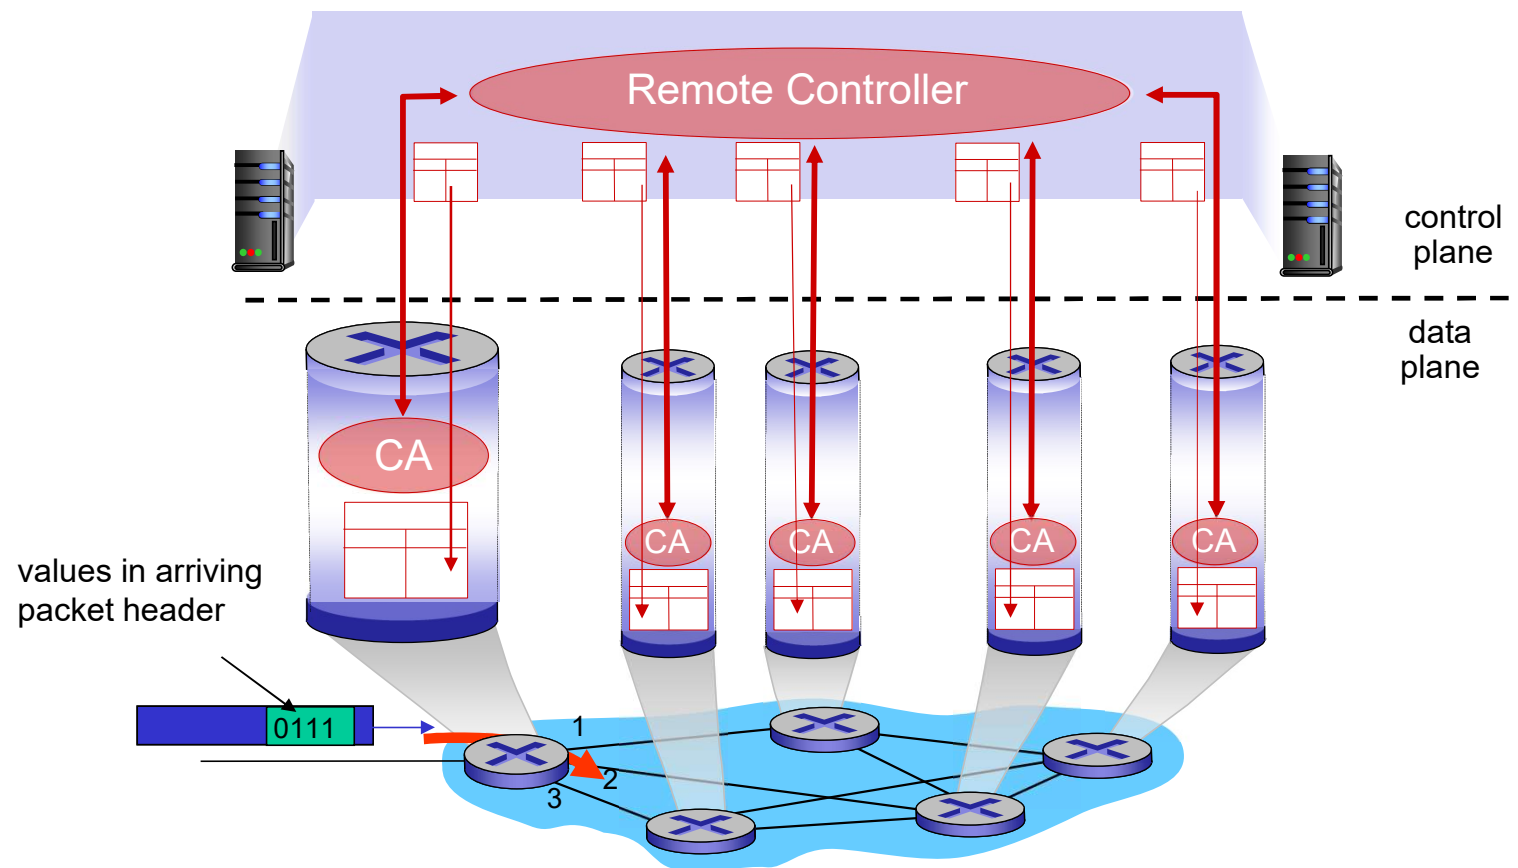 Remote Controller
control
plane
data
plane
CA
CA
CA
CA
CA
values in arriving
packet header
0111
1
2
3